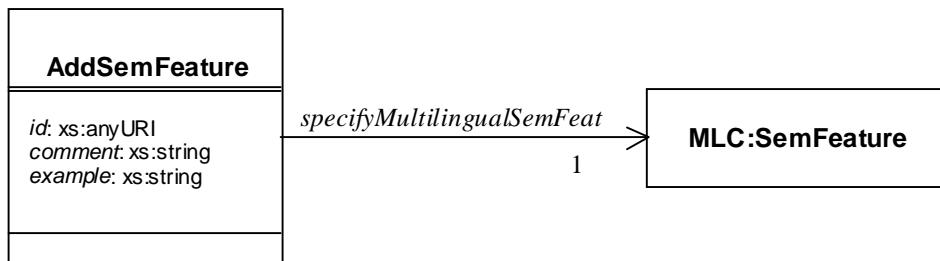 AddSemFeature
id: xs:anyURI
comment: xs:string
example: xs:string
specifyMultilingualSemFeat
1
MLC:SemFeature